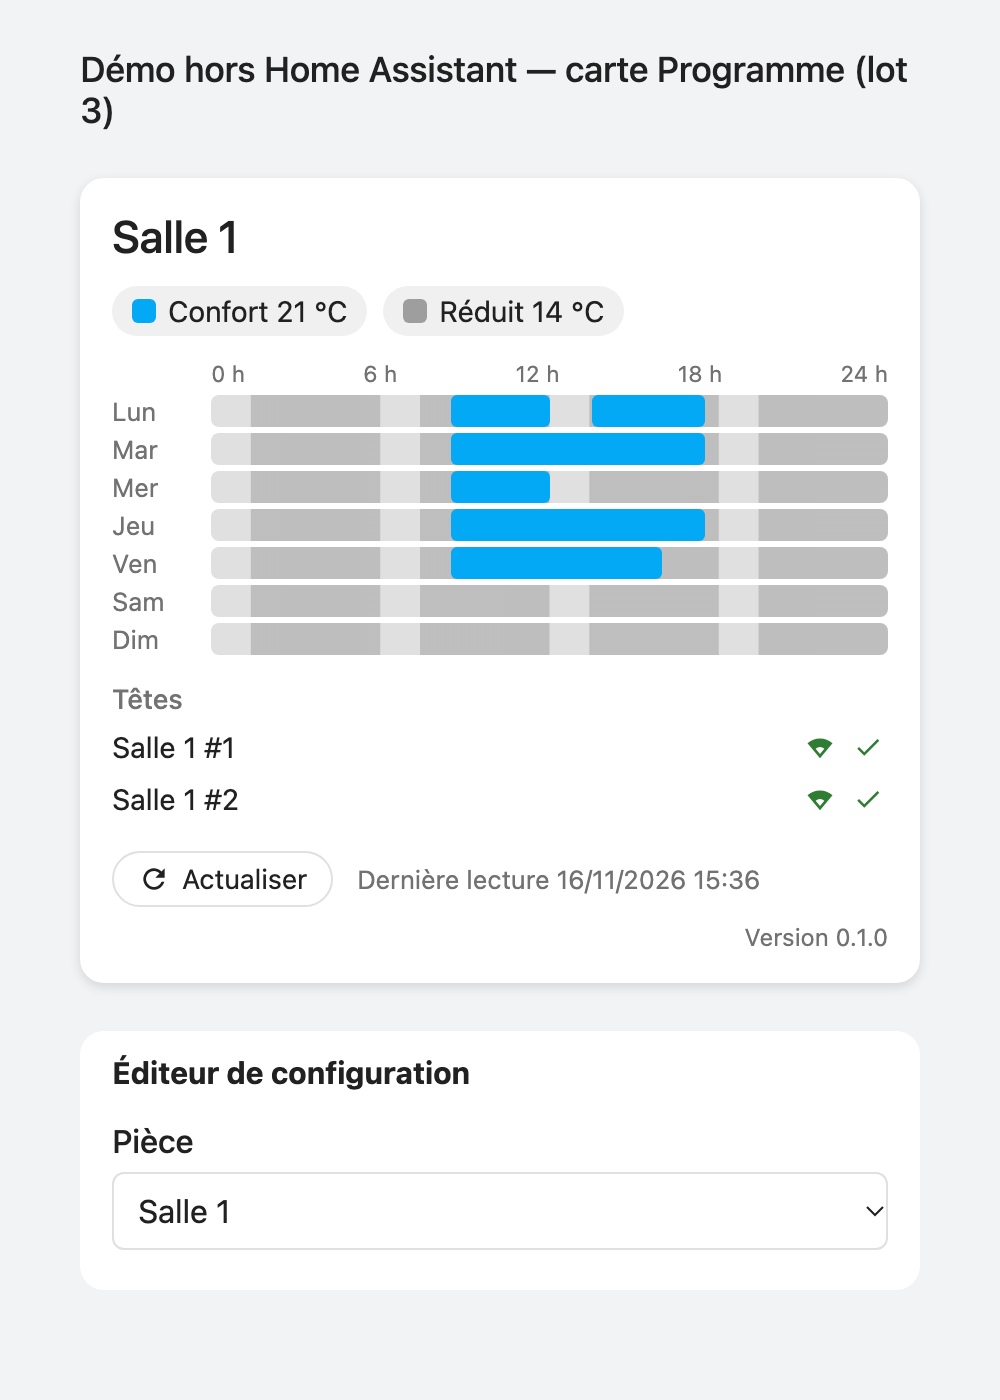 Démo hors Home Assistant — carte Programme (lot
3)
Salle 1
Confort 21 °C
Réduit 14 °C
0 h 6 h 12 h 18 h 24 h
Lun
Mar
Mer
Jeu
Ven
Sam
Dim
Têtes
Salle 1 #1
Salle 1 #2
Actualiser
Dernière lecture 16/11/2026 15:36
Version 0.1.0
Éditeur de configuration
Pièce
Salle 1